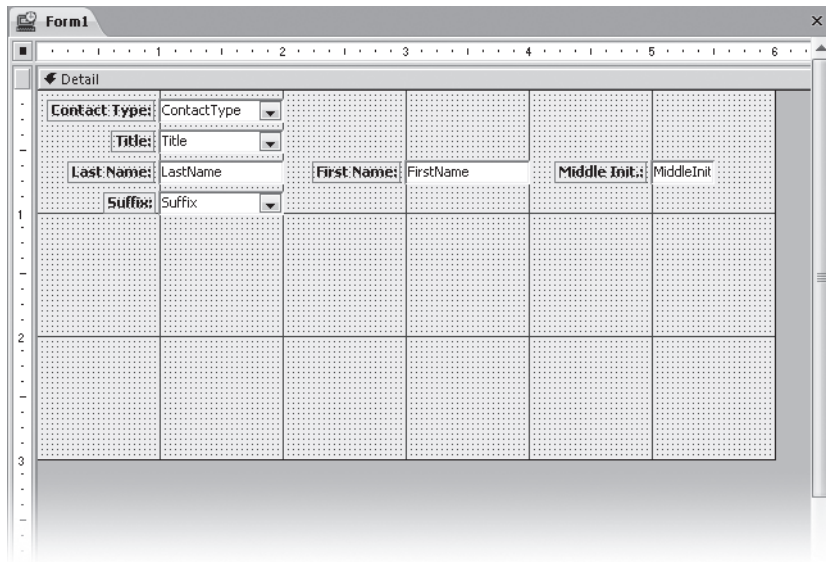 Form1
1 2 3 4 5 6
Detail
Contact Type: ContactType
Title: Title
Last Name: LastName First Name: FirstName Middle Init.: MiddleInit
Suffix: Suffix
1
2
3